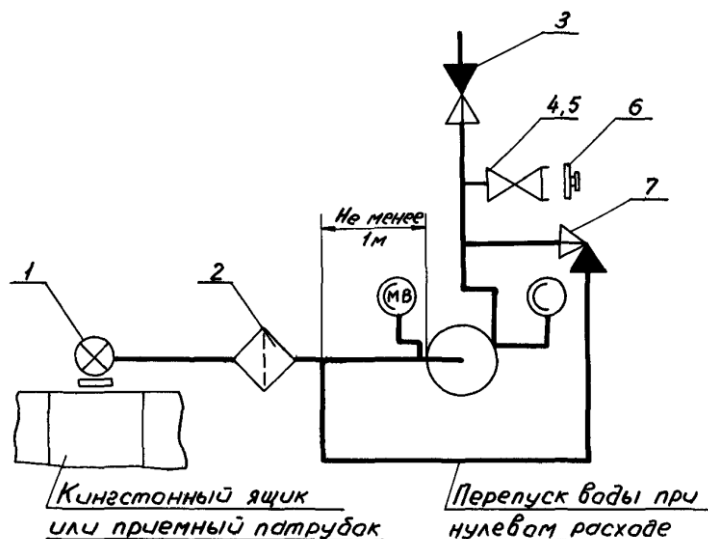 3
4,5
6
7
Не менее
1м
1
2
МВ
Кингстонный ящик
или приемный патрубок
Перепуск воды при
нулевом расходе